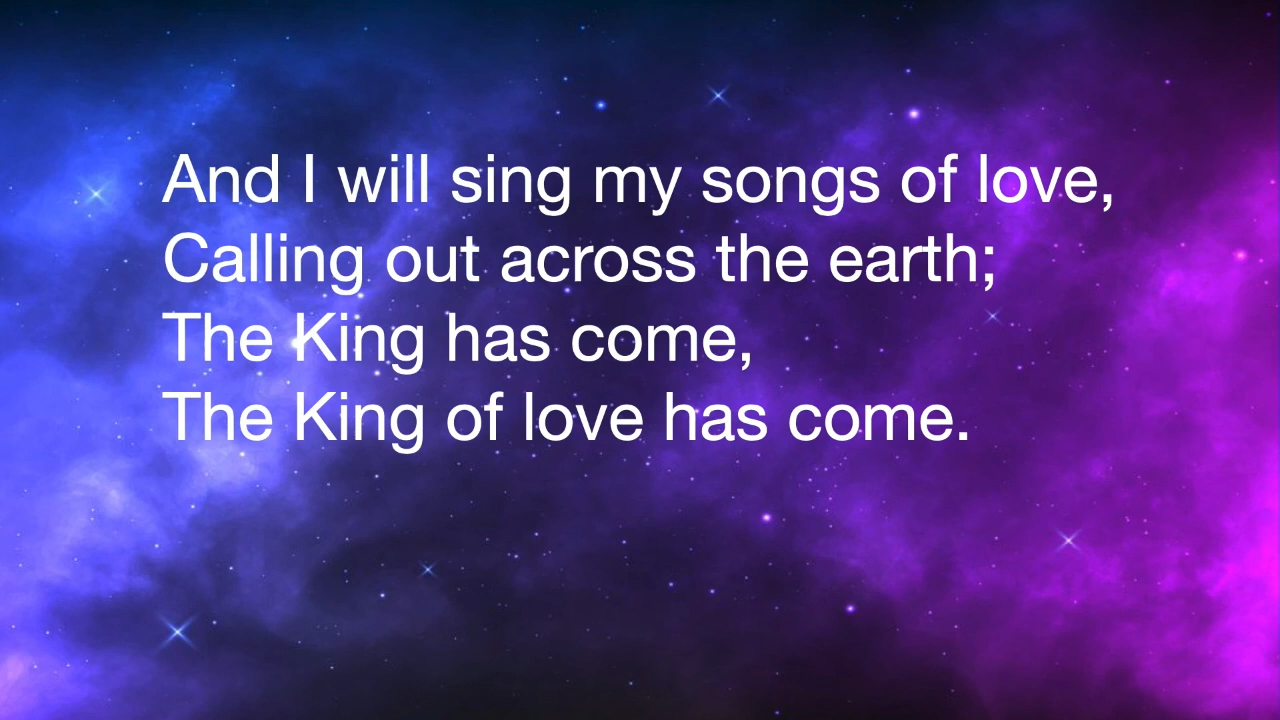 And I will sing my songs of love,
Calling out across the earth;
The King has come,
The King of love has come.